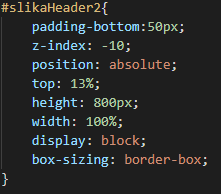 #slikaHeader2{
    padding-bottom:50px;
    z-index: -10;
    position: absolute;
    top: 13%;
    height: 800px;
    width: 100%;
    display: block;
    box-sizing: border-box;
}